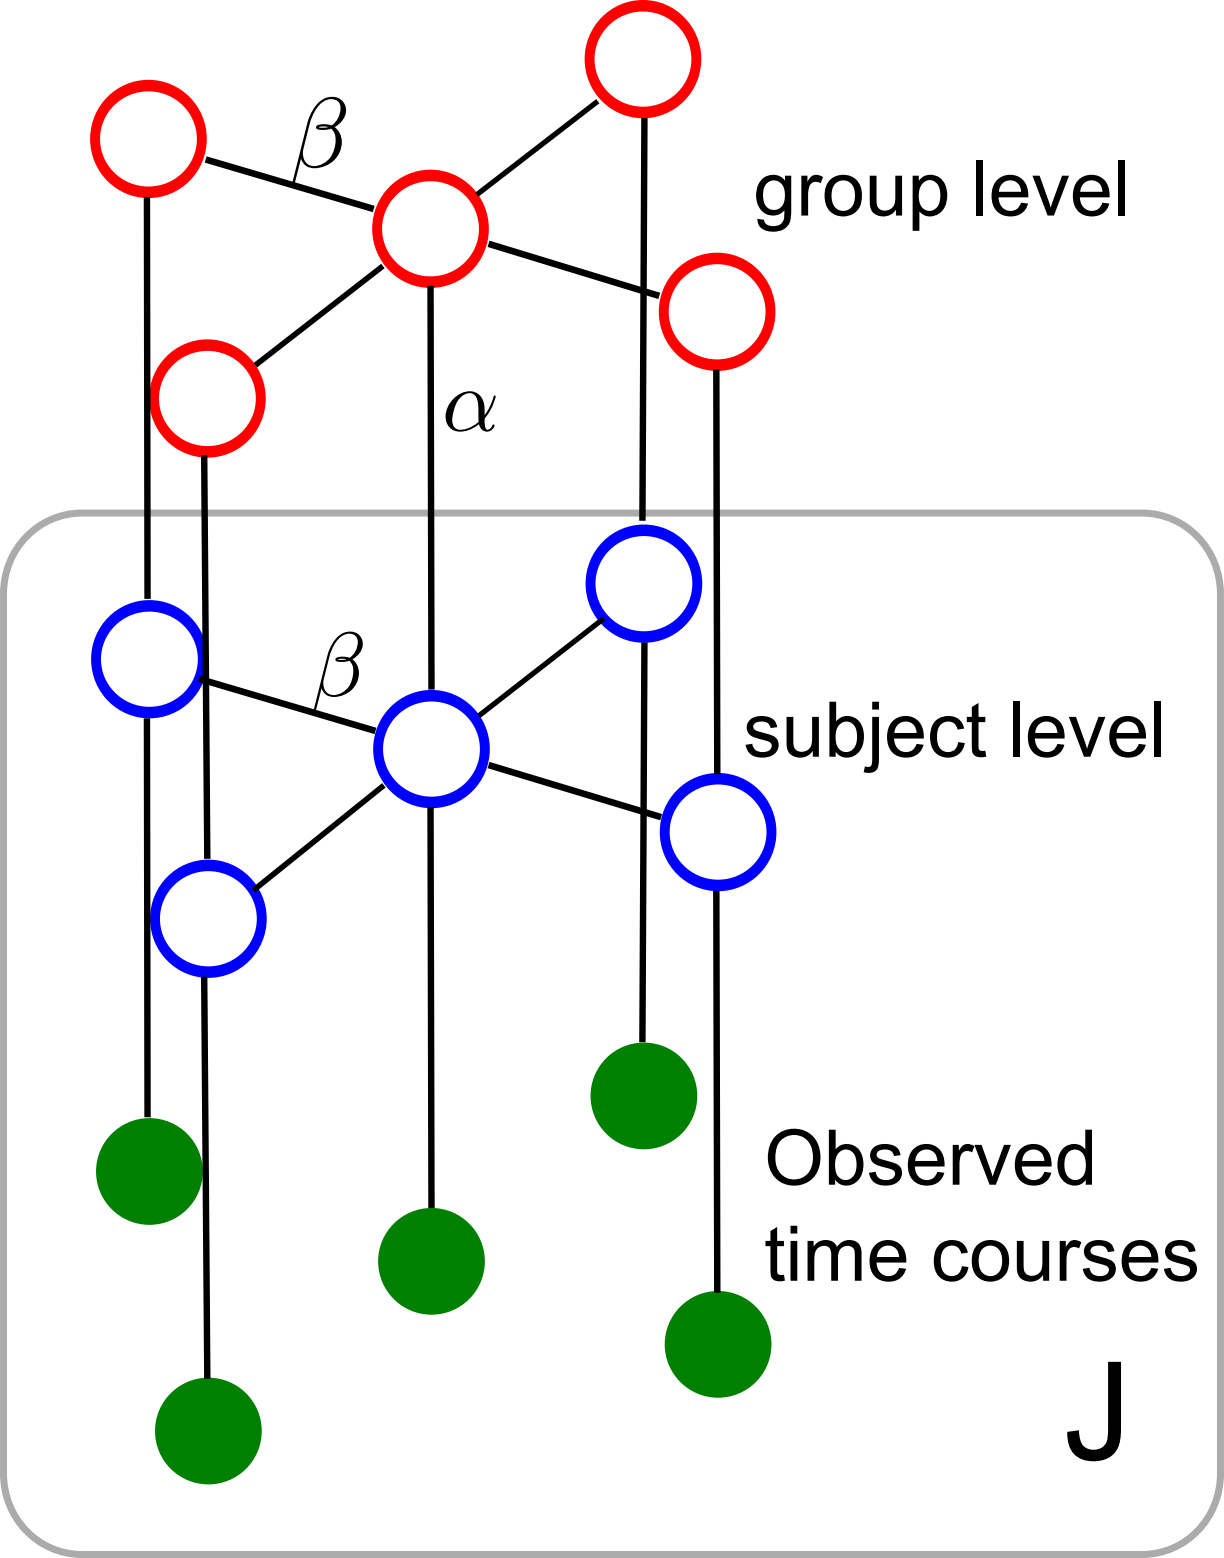 β
group level
α
β
subject level
Observed
time courses
J